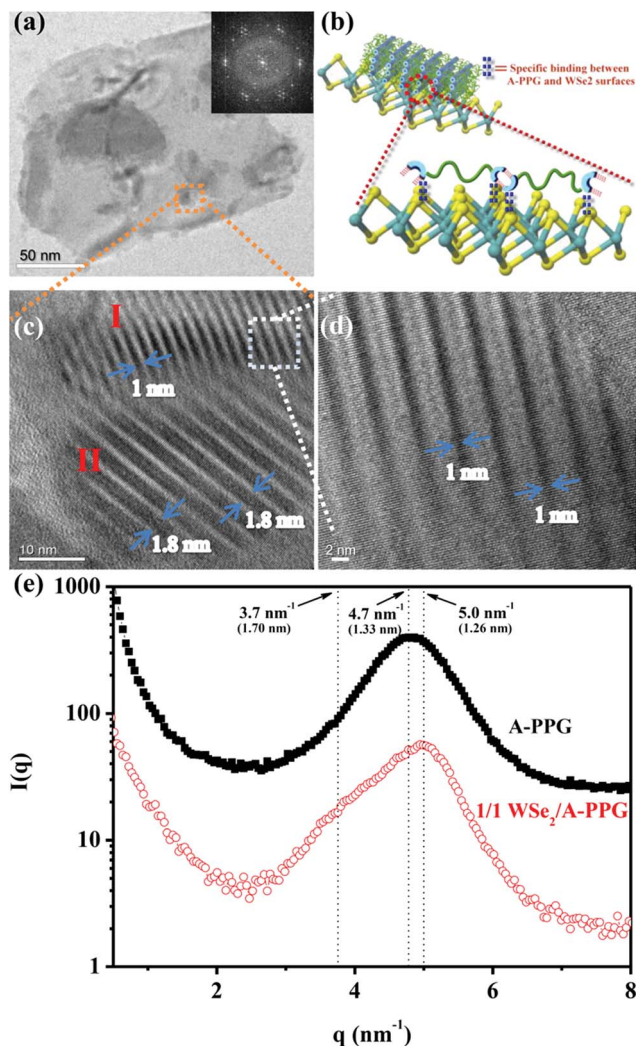 (a)
50 nm
(b)
Specific binding between
A-PPG and WSe2 surfaces
(c)
I
1 nm
II
1.8 nm
1.8 nm
10 nm
(d)
1 nm
1 nm
2 nm
(e)
1000
100
10
1
I(q)
3.7 nm⁻¹
(1.70 nm)
4.7 nm⁻¹
(1.33 nm)
5.0 nm⁻¹
(1.26 nm)
A-PPG
1/1 WSe₂/A-PPG
2
4
6
8
q (nm⁻¹)